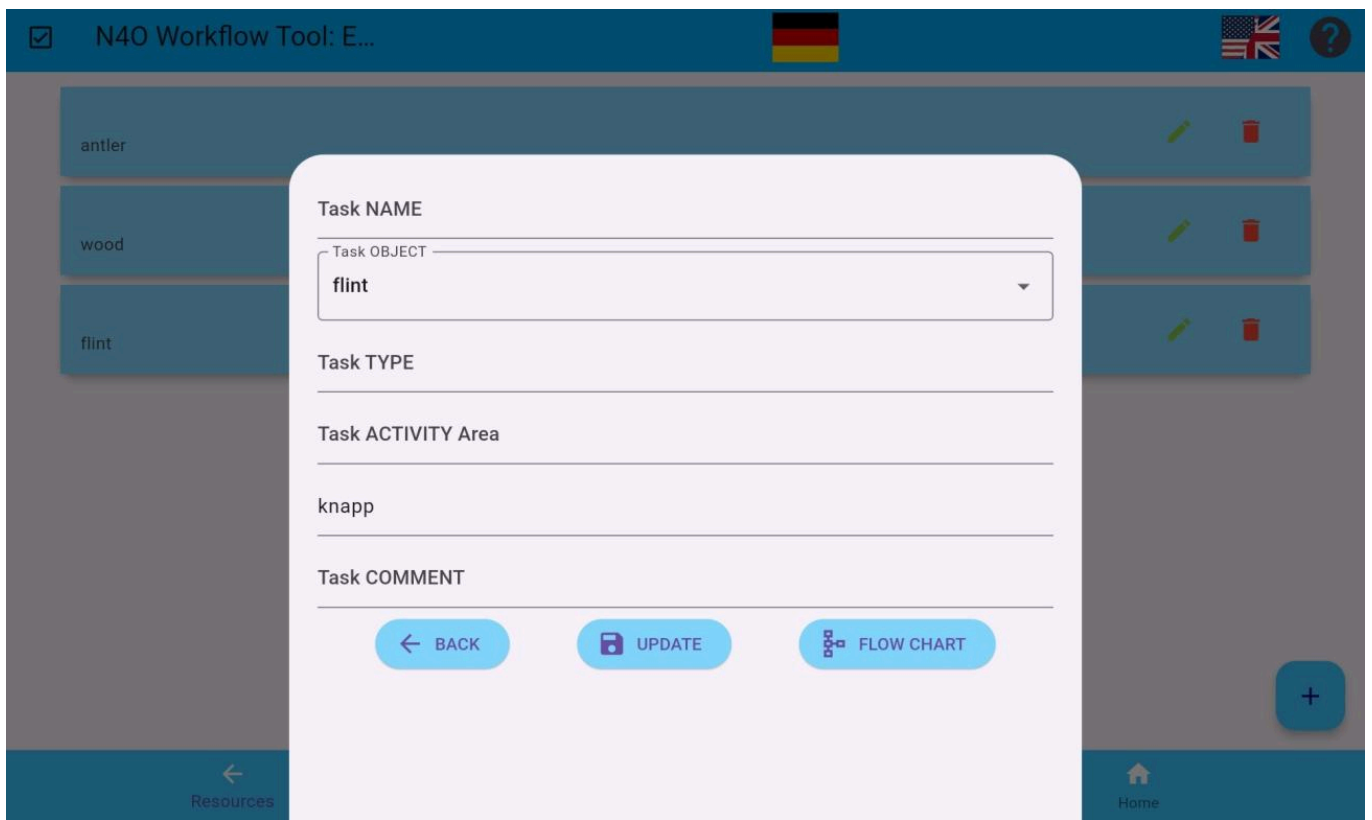 N4O Workflow Tool: E...
antler
wood
flint
Task NAME
Task OBJECT
flint
Task TYPE
Task ACTIVITY Area
knapp
Task COMMENT
BACK
UPDATE
FLOW CHART
Resources
Home